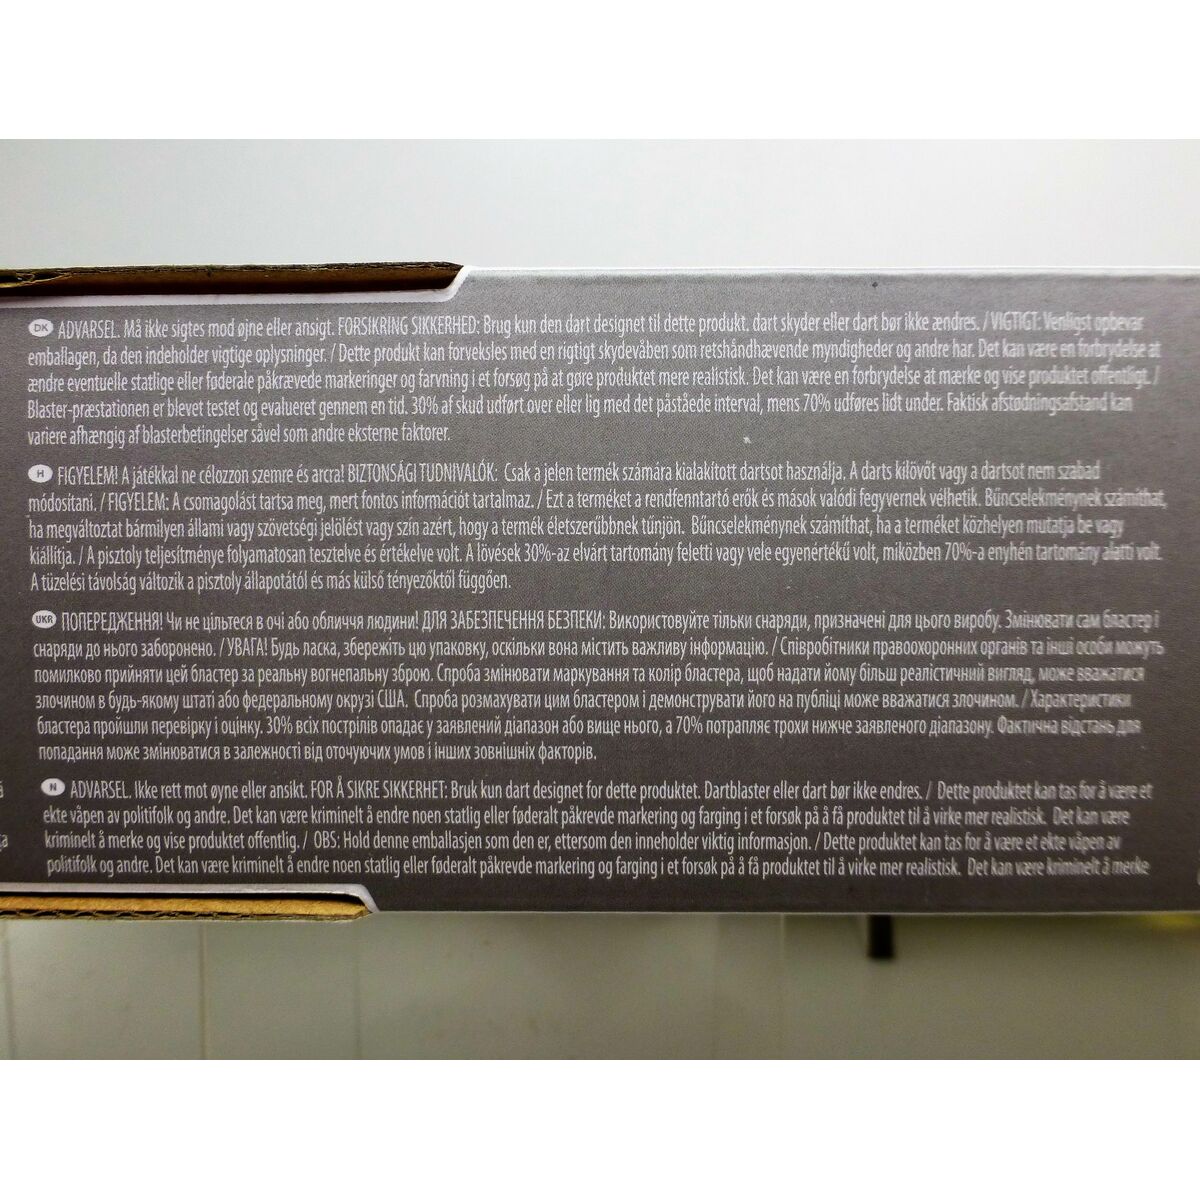 DK ADVARSEL. Må ikke sigtes mod øjne eller ansigt. FORSIKRING SIKKERHED: Brug kun den dart designet til dette produkt. dart skyder eller dart bør ikke ændres. / VIGTIGT: Venligst opbevar
emballagen, da den indeholder vigtige oplysninger. / Dette produkt kan forveksles med en rigtigt skydevåben som retshåndhævende myndigheder og andre har. Det kan være en forbrydelse at
ændre eventuelle statlige eller føderale påkrævede markeringer og farvning i et forsøg på at gøre produktet mere realistisk. Det kan være en forbrydelse at mærke og vise produktet offentligt. /
Blaster-præstationen er blevet testet og evalueret gennem en tid. 30% af skud udført over eller lig med det påståede interval, mens 70% udføres lidt under. Faktisk afstødningsafstand kan
variere afhængig af blasterbetingelser såvel som andre eksterne faktorer.
H FIGYELEM! A játékkal ne célozzon szemre és arcra! BIZTONSÁGI TUDNIVALÓK: Csak a jelen termék számára kialakított dartsot használja. A darts kilövőt vagy a dartsot nem szabad
módosítani. / FIGYELEM: A csomagolást tartsa meg, mert fontos információt tartalmaz. / Ezt a terméket a rendfenntartó erők és mások valódi fegyvernek vélhetik. Bűncselekménynek számíthat,
ha megváltoztat bármilyen állami vagy szövetségi jelölést vagy szín azért, hogy a termék életszerűbbnek tűnjön. Bűncselekménynek számíthat, ha a terméket közhelyen mutatja be vagy
kiállítja. / A pisztoly teljesítménye folyamatosan tesztelve és értékelve volt. A lövések 30%-az elvárt tartomány feletti vagy vele egyenértékű volt, miközben 70%-a enyhén tartomány alatti volt.
A tüzelési távolság változik a pisztoly állapotától és más külső tényezőktől függően.
UKR ПОПЕРЕДЖЕННЯ! Чи не цільтеся в очі або обличчя людини! ДЛЯ ЗАБЕЗПЕЧЕННЯ БЕЗПЕКИ: Використовуйте тільки снаряди, призначені для цього виробу. Змінювати сам бластер і
снаряди до нього заборонено. / УВАГА! Будь ласка, збережіть цю упаковку, оскільки вона містить важливу інформацію. / Співробітники правоохоронних органів та інші особи можуть
помилково прийняти цей бластер за реальну вогнепальну зброю. Спроба змінювати маркування та колір бластера, щоб надати йому більш реалістичний вигляд, може вважатися
злочином в будь-якому штаті або федеральному окрузі США. Спроба розмахувати цим бластером і демонструвати його на публіці може вважатися злочином. / Характеристики
бластера пройшли перевірку і оцінку. 30% всіх пострілів опадає у заявлений діапазон або вище нього, а 70% потрапляє трохи нижче заявленого діапазону. Фактична відстань для
попадання може змінюватися в залежності від оточуючих умов і інших зовнішніх факторів.
N ADVARSEL. Ikke rett mot øyne eller ansikt. FOR Å SIKRE SIKKERHET: Bruk kun dart designet for dette produktet. Dartblaster eller dart bør ikke endres. / Dette produktet kan tas for å være et
ekte våpen av politifolk og andre. Det kan være kriminelt å endre noen statlig eller føderalt påkrevde markering og farging i et forsøk på å få produktet til å virke mer realistisk. Det kan være
kriminelt å merke og vise produktet offentlig. / OBS: Hold denne emballasjen som den er, ettersom den inneholder viktig informasjon. / Dette produktet kan tas for å være et ekte våpen av
politifolk og andre. Det kan være kriminelt å endre noen statlig eller føderalt påkrevde markering og farging i et forsøk på å få produktet til å virke mer realistisk. Det kan være kriminelt å merke